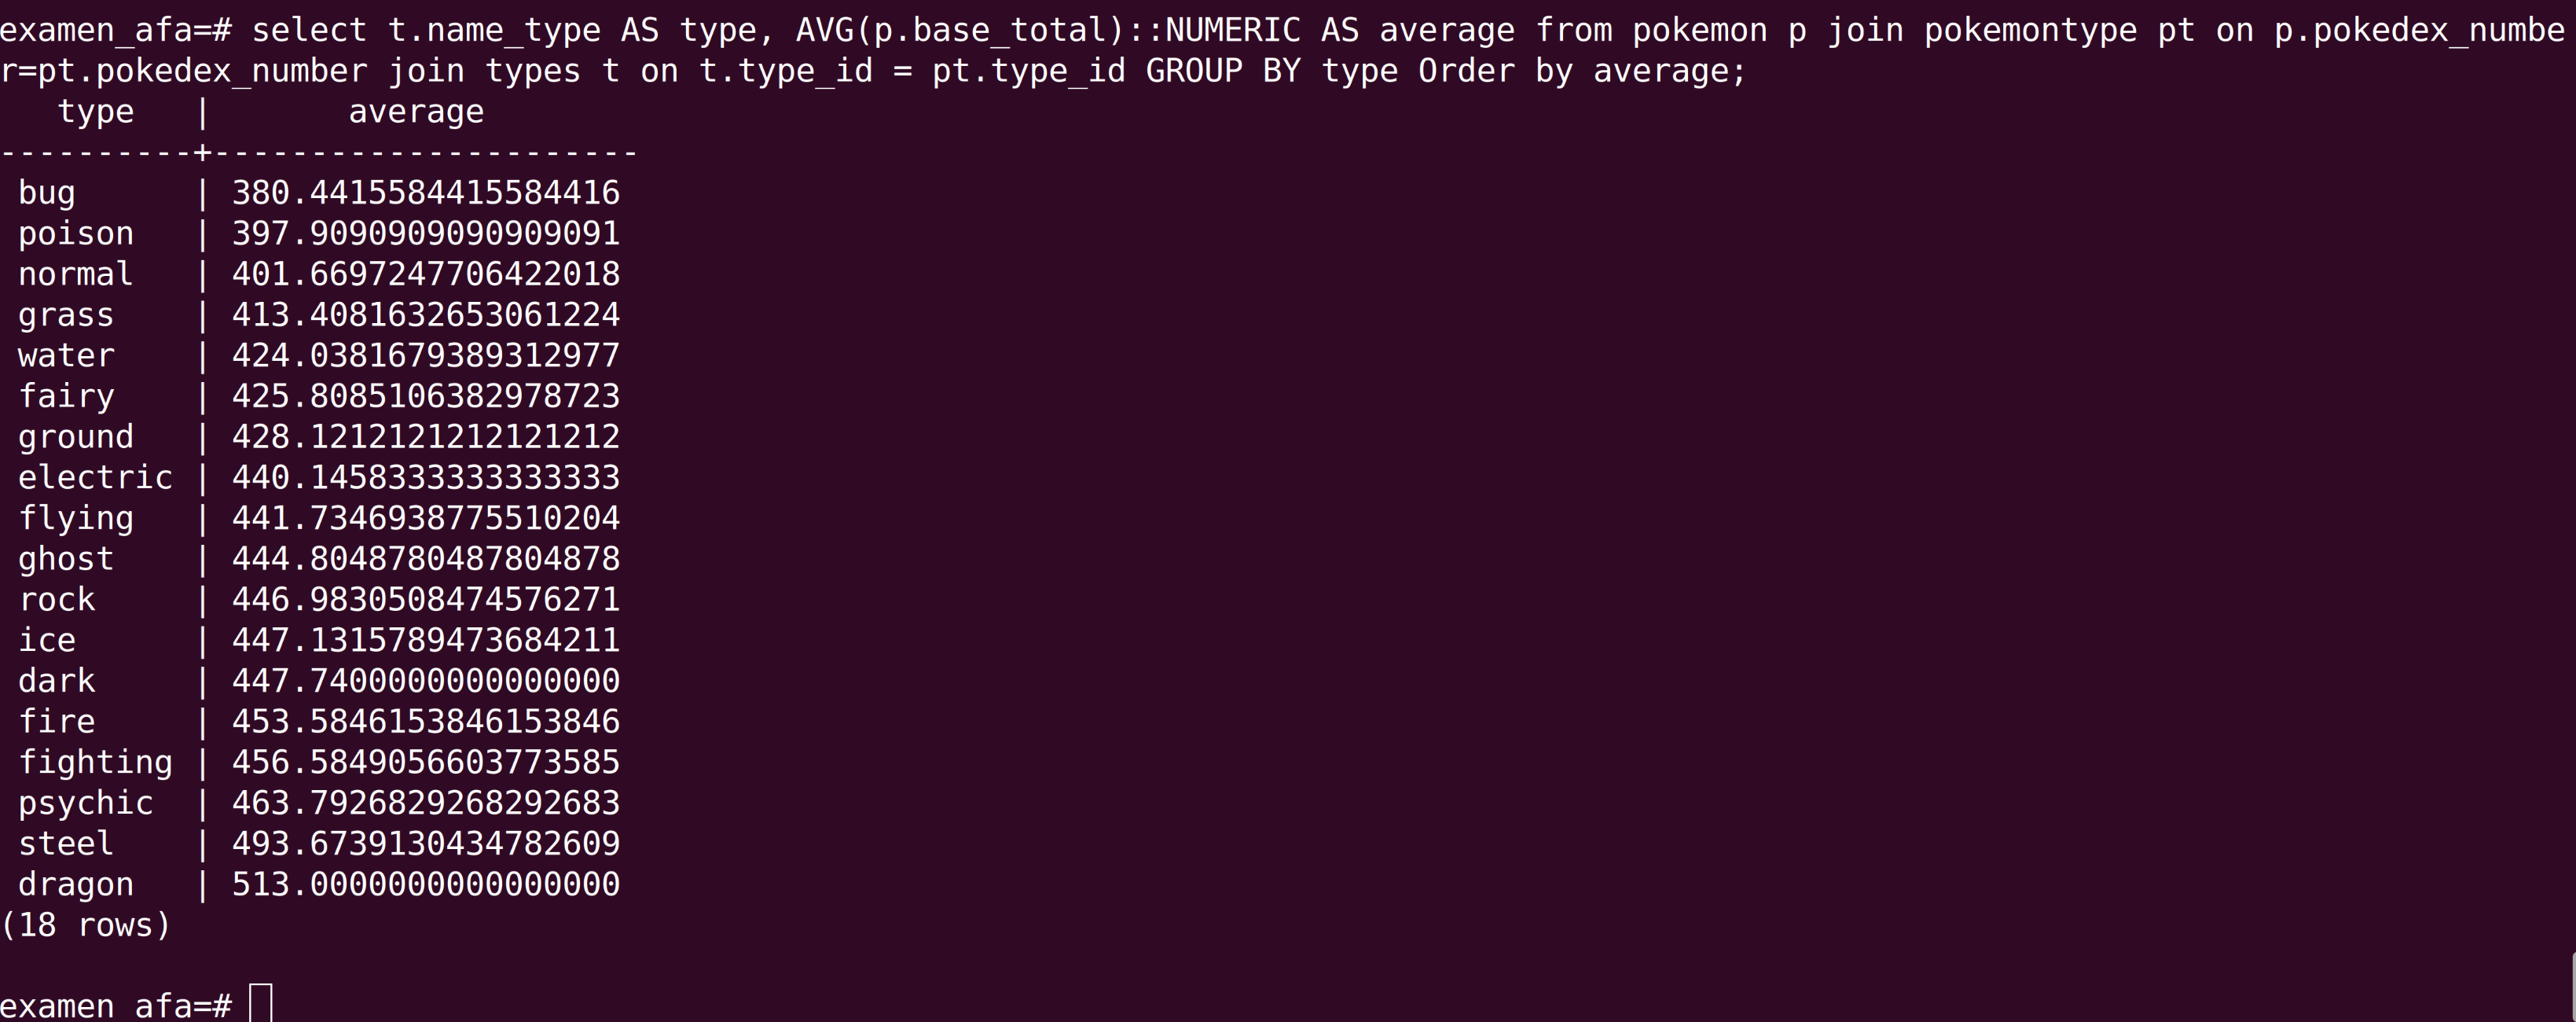 examen_afa=# select t.name_type AS type, AVG(p.base_total)::NUMERIC AS average from pokemon p join pokemontype pt on p.pokedex_numbe
r=pt.pokedex_number join types t on t.type_id = pt.type_id GROUP BY type Order by average;
   type   |       average
----------+----------------------
 bug      | 380.4415584415584416
 poison   | 397.9090909090909091
 normal   | 401.6697247706422018
 grass    | 413.4081632653061224
 water    | 424.0381679389312977
 fairy    | 425.8085106382978723
 ground   | 428.1212121212121212
 electric | 440.1458333333333333
 flying   | 441.7346938775510204
 ghost    | 444.8048780487804878
 rock     | 446.9830508474576271
 ice      | 447.1315789473684211
 dark     | 447.7400000000000000
 fire     | 453.5846153846153846
 fighting | 456.5849056603773585
 psychic  | 463.7926829268292683
 steel    | 493.6739130434782609
 dragon   | 513.0000000000000000
(18 rows)

examen_afa=#